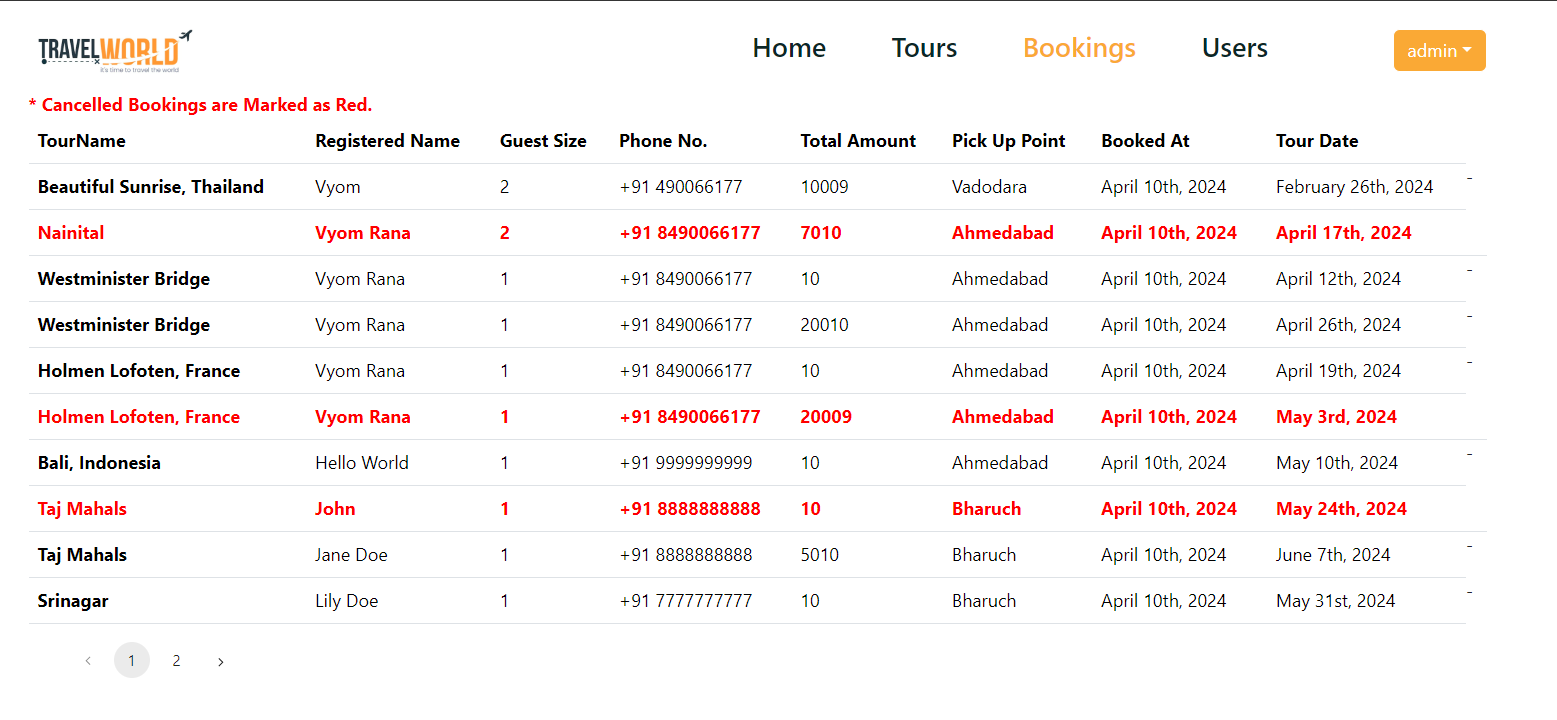 TRAVELWORLD
it's time to travel the world
Home Tours Bookings Users admin
* Cancelled Bookings are Marked as Red.
TourName Registered Name Guest Size Phone No. Total Amount Pick Up Point Booked At Tour Date
Beautiful Sunrise, Thailand Vyom 2 +91 490066177 10009 Vadodara April 10th, 2024 February 26th, 2024 -
Nainital Vyom Rana 2 +91 8490066177 7010 Ahmedabad April 10th, 2024 April 17th, 2024
Westminister Bridge Vyom Rana 1 +91 8490066177 10 Ahmedabad April 10th, 2024 April 12th, 2024 -
Westminister Bridge Vyom Rana 1 +91 8490066177 20010 Ahmedabad April 10th, 2024 April 26th, 2024 -
Holmen Lofoten, France Vyom Rana 1 +91 8490066177 10 Ahmedabad April 10th, 2024 April 19th, 2024 -
Holmen Lofoten, France Vyom Rana 1 +91 8490066177 20009 Ahmedabad April 10th, 2024 May 3rd, 2024
Bali, Indonesia Hello World 1 +91 9999999999 10 Ahmedabad April 10th, 2024 May 10th, 2024 -
Taj Mahals John 1 +91 8888888888 10 Bharuch April 10th, 2024 May 24th, 2024
Taj Mahals Jane Doe 1 +91 8888888888 5010 Bharuch April 10th, 2024 June 7th, 2024 -
Srinagar Lily Doe 1 +91 7777777777 10 Bharuch April 10th, 2024 May 31st, 2024 -
‹ 1 2 ›